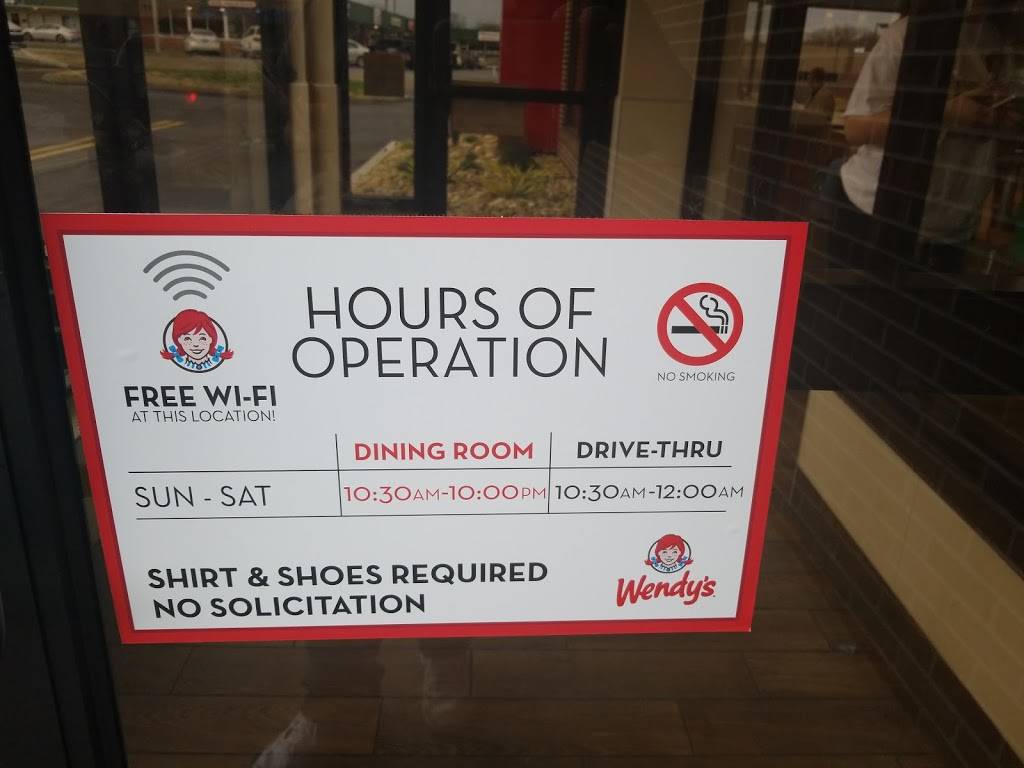 HOURS OF
OPERATION
FREE WI-FI
AT THIS LOCATION!
NO SMOKING
DINING ROOM DRIVE-THRU
SUN - SAT 10:30AM-10:00PM 10:30AM-12:00AM
SHIRT & SHOES REQUIRED
NO SOLICITATION
Wendy's